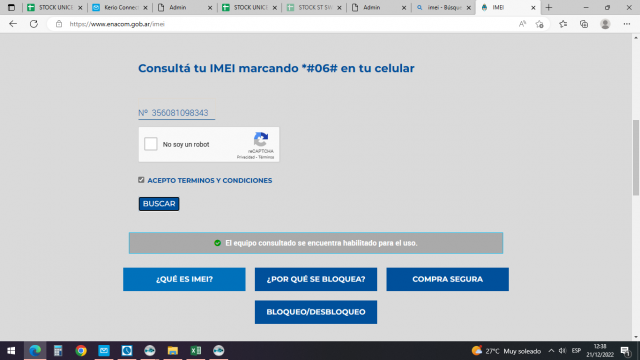 STOCK UNICE
Kerio Connec
Admin
STOCK UNICE
STOCK ST SI
Admin
imei - Búsqu
IMEI
https://www.enacom.gob.ar/imei
Consultá tu IMEI marcando *#06# en tu celular
Nº 356081098343
No soy un robot
reCAPTCHA
Privacidad - Términos
ACEPTO TERMINOS Y CONDICIONES
BUSCAR
El equipo consultado se encuentra habilitado para el uso.
¿QUÉ ES IMEI?
¿POR QUÉ SE BLOQUEA?
COMPRA SEGURA
BLOQUEO/DESBLOQUEO
27°C Muy soleado
ESP
12:38
21/12/2022